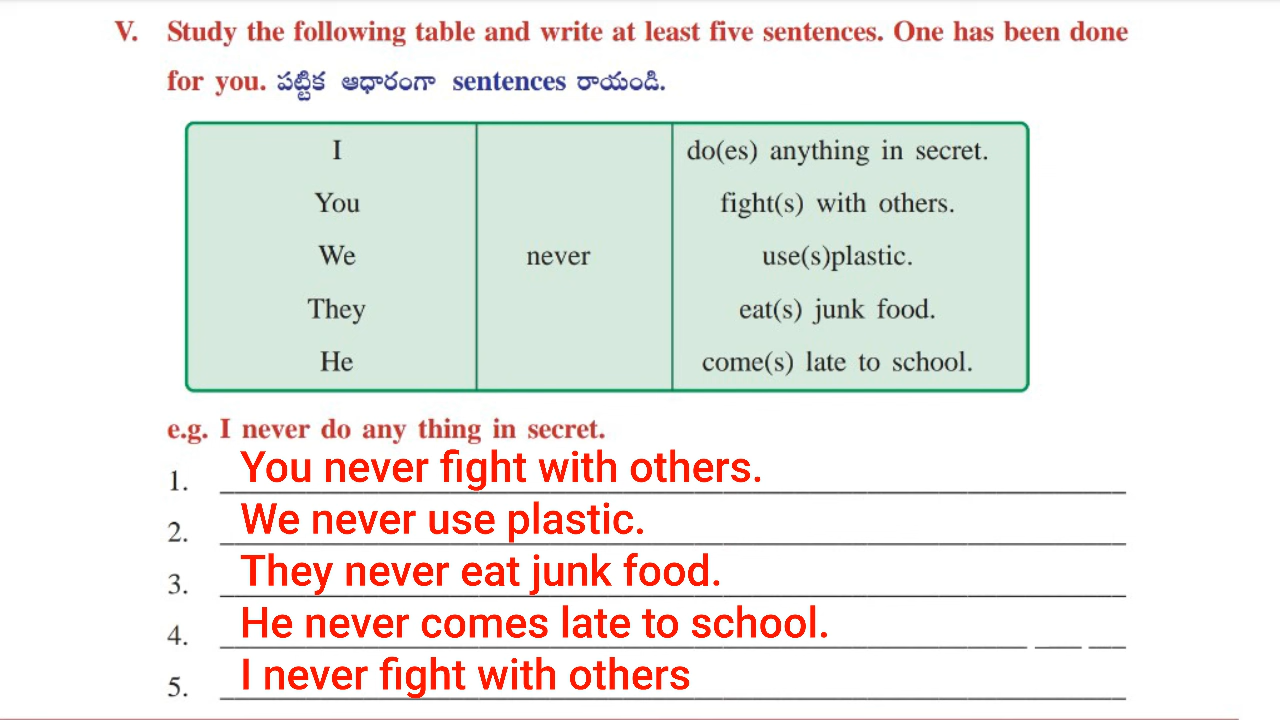 V. Study the following table and write at least five sentences. One has been done
for you. పట్టిక ఆధారంగా sentences రాయండి.
I never do(es) anything in secret.
You fight(s) with others.
We never use(s)plastic.
They eat(s) junk food.
He come(s) late to school.
e.g. I never do any thing in secret.
1. You never fight with others.
2. We never use plastic.
3. They never eat junk food.
4. He never comes late to school.
5. I never fight with others